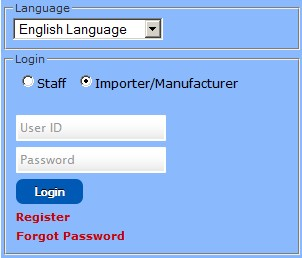 Language
English Language
Login
Staff Importer/Manufacturer
User ID
Password
Login
Register
Forgot Password